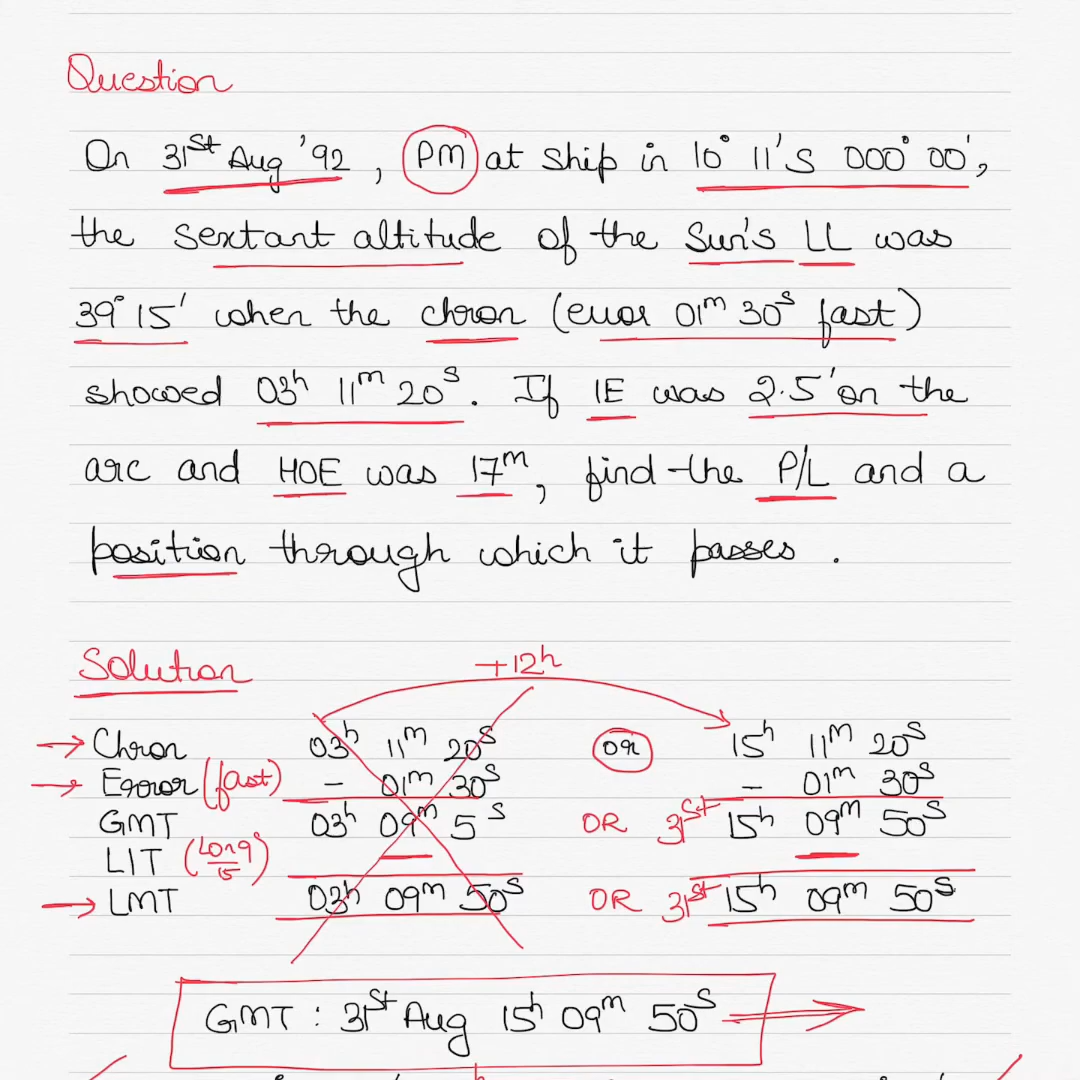 Question
On 31st Aug '92, PM at ship in 10° 11' S 000° 00',
the sextant altitude of the Sun's LL was
39° 15' when the chron (error 01m 30s fast)
showed 03h 11m 20s. If IE was 2.5' on the
arc and HOE was 17m, find the P/L and a
position through which it passes.
Solution
+12h
Chron 03h 11m 20s OR 15h 11m 20s
Error (fast) - 01m 30s - 01m 30s
GMT 03h 09m 5 s OR 31st 15h 09m 50s
LIT (Long/15)
LMT 03h 09m 50s OR 31st 15h 09m 50s
GMT : 31st Aug 15h 09m 50s